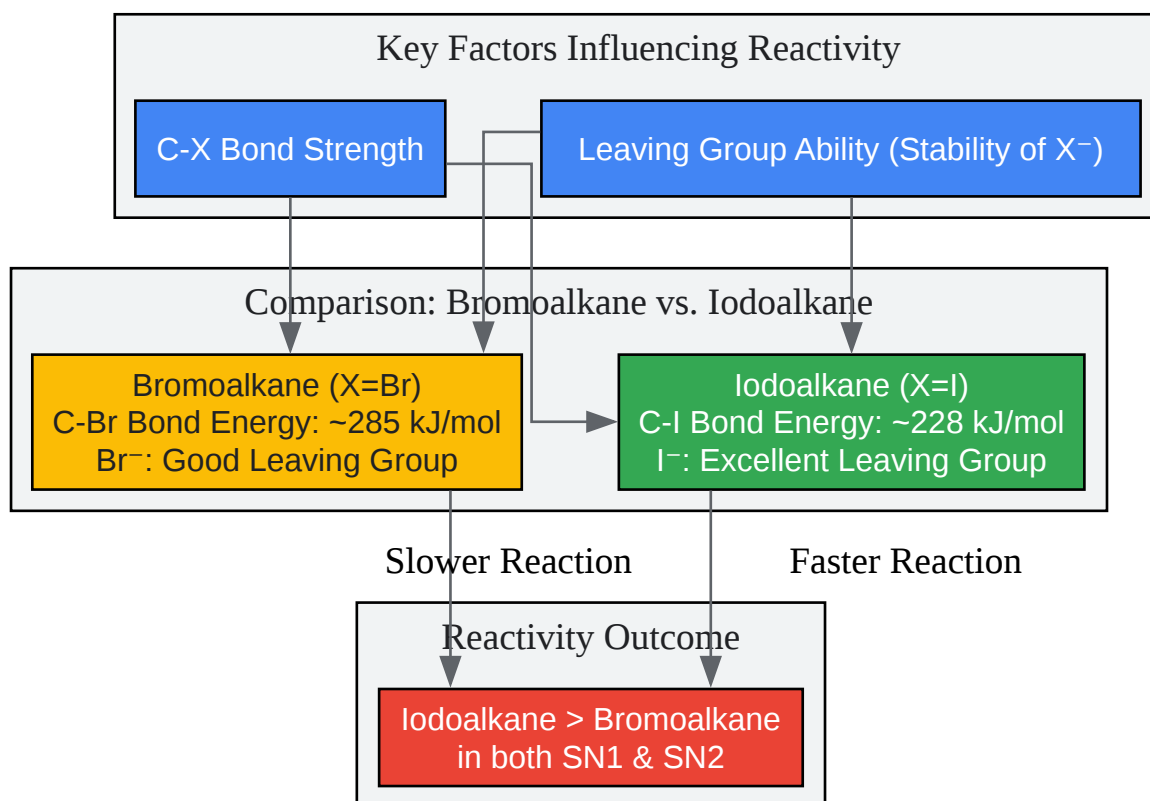 Key Factors Influencing Reactivity
C-X Bond Strength
Leaving Group Ability (Stability of X⁻)
Comparison: Bromoalkane vs. Iodoalkane
Bromoalkane (X=Br)
C-Br Bond Energy: ~285 kJ/mol
Br⁻: Good Leaving Group
Iodoalkane (X=I)
C-I Bond Energy: ~228 kJ/mol
I⁻: Excellent Leaving Group
Slower Reaction
Faster Reaction
Reactivity Outcome
Iodoalkane > Bromoalkane
in both SN1 & SN2